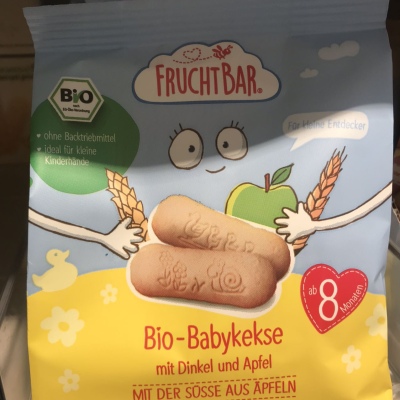 FRUCHTBAR®
BIO
• ohne Backtriebmittel
• Ideal für kleine
Kinderhände
Für kleine Entdecker
ab
8
Monaten
Bio-Babykekse
mit Dinkel und Apfel
MIT DER SÜSSE AUS ÄPFELN